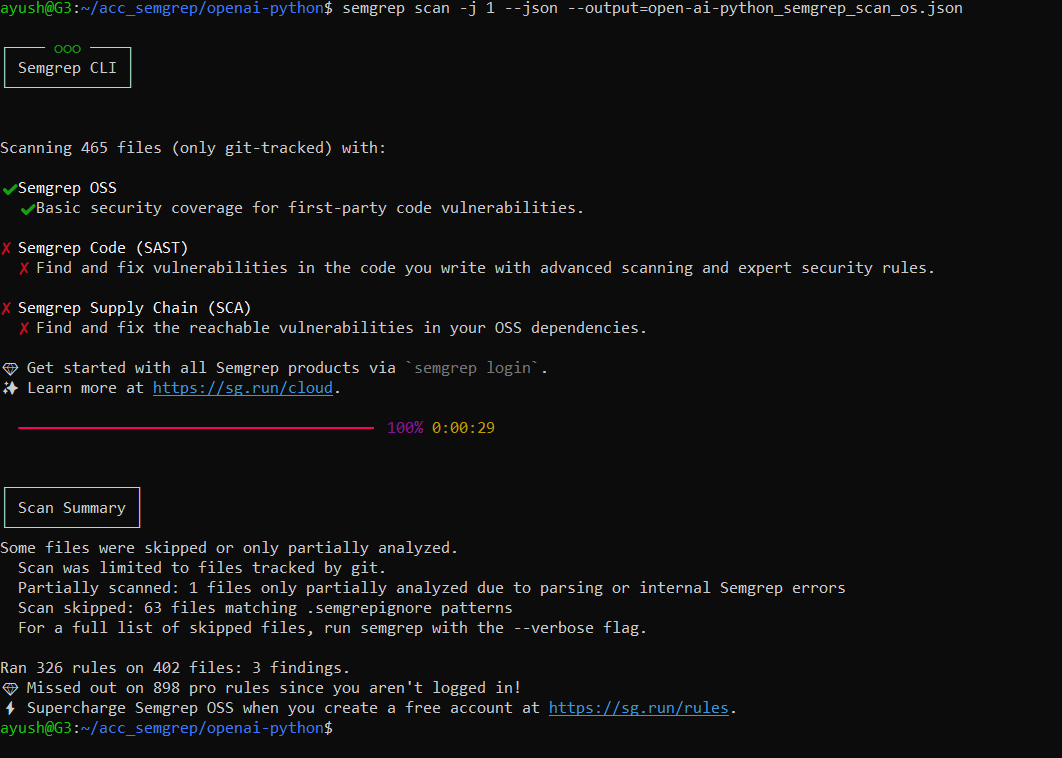 ayush@G3:~/acc_semgrep/openai-python$ semgrep scan -j 1 --json --output=open-ai-python_semgrep_scan_os.json
Semgrep CLI
Scanning 465 files (only git-tracked) with:
✔Semgrep OSS
✔Basic security coverage for first-party code vulnerabilities.
✘ Semgrep Code (SAST)
✘ Find and fix vulnerabilities in the code you write with advanced scanning and expert security rules.
✘ Semgrep Supply Chain (SCA)
✘ Find and fix the reachable vulnerabilities in your OSS dependencies.
💎 Get started with all Semgrep products via `semgrep login`.
✨ Learn more at https://sg.run/cloud.
100% 0:00:29
Scan Summary
Some files were skipped or only partially analyzed.
Scan was limited to files tracked by git.
Partially scanned: 1 files only partially analyzed due to parsing or internal Semgrep errors
Scan skipped: 63 files matching .semgrepignore patterns
For a full list of skipped files, run semgrep with the --verbose flag.
Ran 326 rules on 402 files: 3 findings.
💎 Missed out on 898 pro rules since you aren't logged in!
⚡ Supercharge Semgrep OSS when you create a free account at https://sg.run/rules.
ayush@G3:~/acc_semgrep/openai-python$